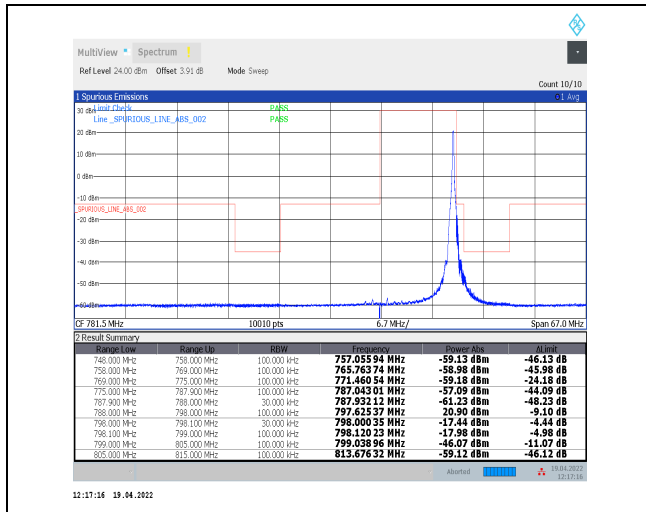 MultiView Spectrum !
Ref Level 24.00 dBm Offset 3.91 dB Mode Sweep
Count 10/10
1 Spurious Emissions 1 Avg
30 dBm Limit Check PASS
Line _SPURIOUS_LINE_ABS_002 PASS
20 dBm
10 dBm
0 dBm
-10 dBm
_SPURIOUS_LINE_ABS_002
-20 dBm
-30 dBm
-40 dBm
-50 dBm
-60 dBm
CF 781.5 MHz 10010 pts 6.7 MHz/ Span 67.0 MHz
2 Result Summary
Range Low Range Up RBW Frequency Power Abs ΔLimit
748.000 MHz 758.000 MHz 100.000 kHz 757.055 94 MHz -59.13 dBm -46.13 dB
758.000 MHz 769.000 MHz 100.000 kHz 765.763 74 MHz -58.98 dBm -45.98 dB
769.000 MHz 775.000 MHz 100.000 kHz 771.460 54 MHz -59.18 dBm -24.18 dB
775.000 MHz 787.900 MHz 100.000 kHz 787.043 01 MHz -57.09 dBm -44.09 dB
787.900 MHz 788.000 MHz 30.000 kHz 787.932 12 MHz -61.23 dBm -48.23 dB
788.000 MHz 798.000 MHz 100.000 kHz 797.625 37 MHz 20.90 dBm -9.10 dB
798.000 MHz 798.100 MHz 30.000 kHz 798.000 35 MHz -17.44 dBm -4.44 dB
798.100 MHz 799.000 MHz 100.000 kHz 798.120 23 MHz -17.98 dBm -4.98 dB
799.000 MHz 805.000 MHz 100.000 kHz 799.038 96 MHz -46.07 dBm -11.07 dB
805.000 MHz 815.000 MHz 100.000 kHz 813.676 32 MHz -59.12 dBm -46.12 dB
Aborted 19.04.2022
12:17:16
12:17:16 19.04.2022